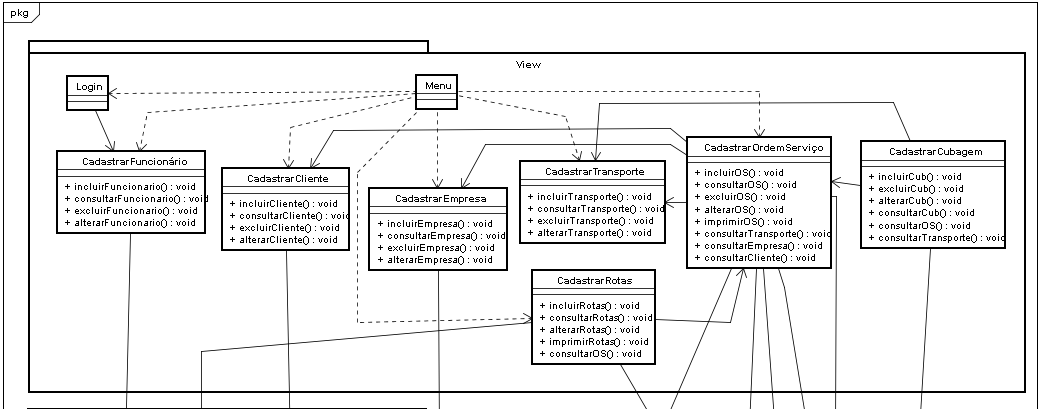 pkg
View
Login
Menu
CadastrarFuncionário
+ incluirFuncionario() : void
+ consultarFuncionario() : void
+ excluirFuncionario() : void
+ alterarFuncionario() : void
CadastrarCliente
+ incluirCliente() : void
+ consultarCliente() : void
+ excluirCliente() : void
+ alterarCliente() : void
CadastrarEmpresa
+ incluirEmpresa() : void
+ consultarEmpresa() : void
+ excluirEmpresa() : void
+ alterarEmpresa() : void
CadastrarTransporte
+ incluirTransporte() : void
+ consultarTransporte() : void
+ excluirTransporte() : void
+ alterarTransporte() : void
CadastrarOrdemServiço
+ incluirOS() : void
+ consultarOS() : void
+ excluirOS() : void
+ alterarOS() : void
+ imprimirOS() : void
+ consultarTransporte() : void
+ consultarEmpresa() : void
+ consultarCliente() : void
CadastrarCubagem
+ incluirCub() : void
+ excluirCub() : void
+ alterarCub() : void
+ consultarCub() : void
+ consultarOS() : void
+ consultarTransporte() : void
CadastrarRotas
+ incluirRotas() : void
+ consultarRotas() : void
+ alterarRotas() : void
+ imprimirRotas() : void
+ consultarOS() : void